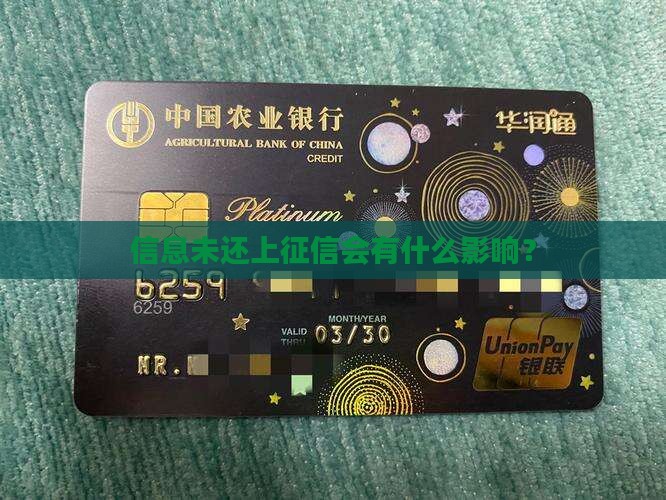 中国农业银行
AGRICULTURAL BANK OF CHINA
CREDIT
华润通
Platinum
信息未还上征信会有什么影响?
6259
6259
MONTH/YEAR
VALID THRU 03/30
MR.
UnionPay
银联